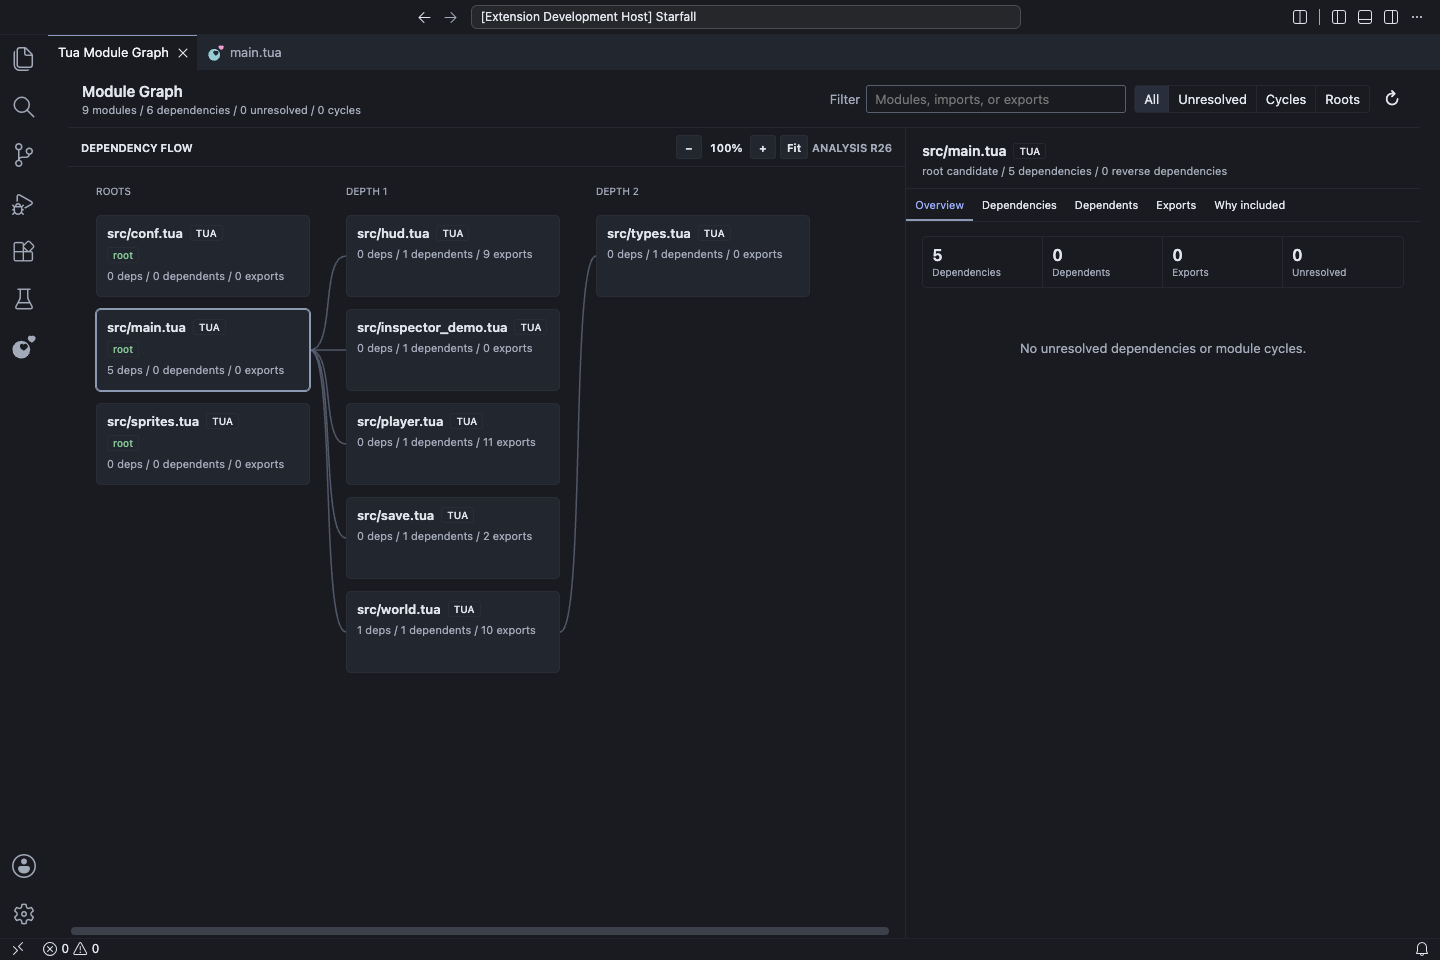 [Extension Development Host] Starfall
Tua Module Graph
main.tua
Module Graph
9 modules / 6 dependencies / 0 unresolved / 0 cycles
Filter
Modules, imports, or exports
All
Unresolved
Cycles
Roots
DEPENDENCY FLOW
–
100%
+
Fit
ANALYSIS R26
ROOTS
src/conf.tua TUA
root
0 deps / 0 dependents / 0 exports
src/main.tua TUA
root
5 deps / 0 dependents / 0 exports
src/sprites.tua TUA
root
0 deps / 0 dependents / 0 exports
DEPTH 1
src/hud.tua TUA
0 deps / 1 dependents / 9 exports
src/inspector_demo.tua TUA
0 deps / 1 dependents / 0 exports
src/player.tua TUA
0 deps / 1 dependents / 11 exports
src/save.tua TUA
0 deps / 1 dependents / 2 exports
src/world.tua TUA
1 deps / 1 dependents / 10 exports
DEPTH 2
src/types.tua TUA
0 deps / 1 dependents / 0 exports
src/main.tua TUA
root candidate / 5 dependencies / 0 reverse dependencies
Overview
Dependencies
Dependents
Exports
Why included
5
Dependencies
0
Dependents
0
Exports
0
Unresolved
No unresolved dependencies or module cycles.
0
0